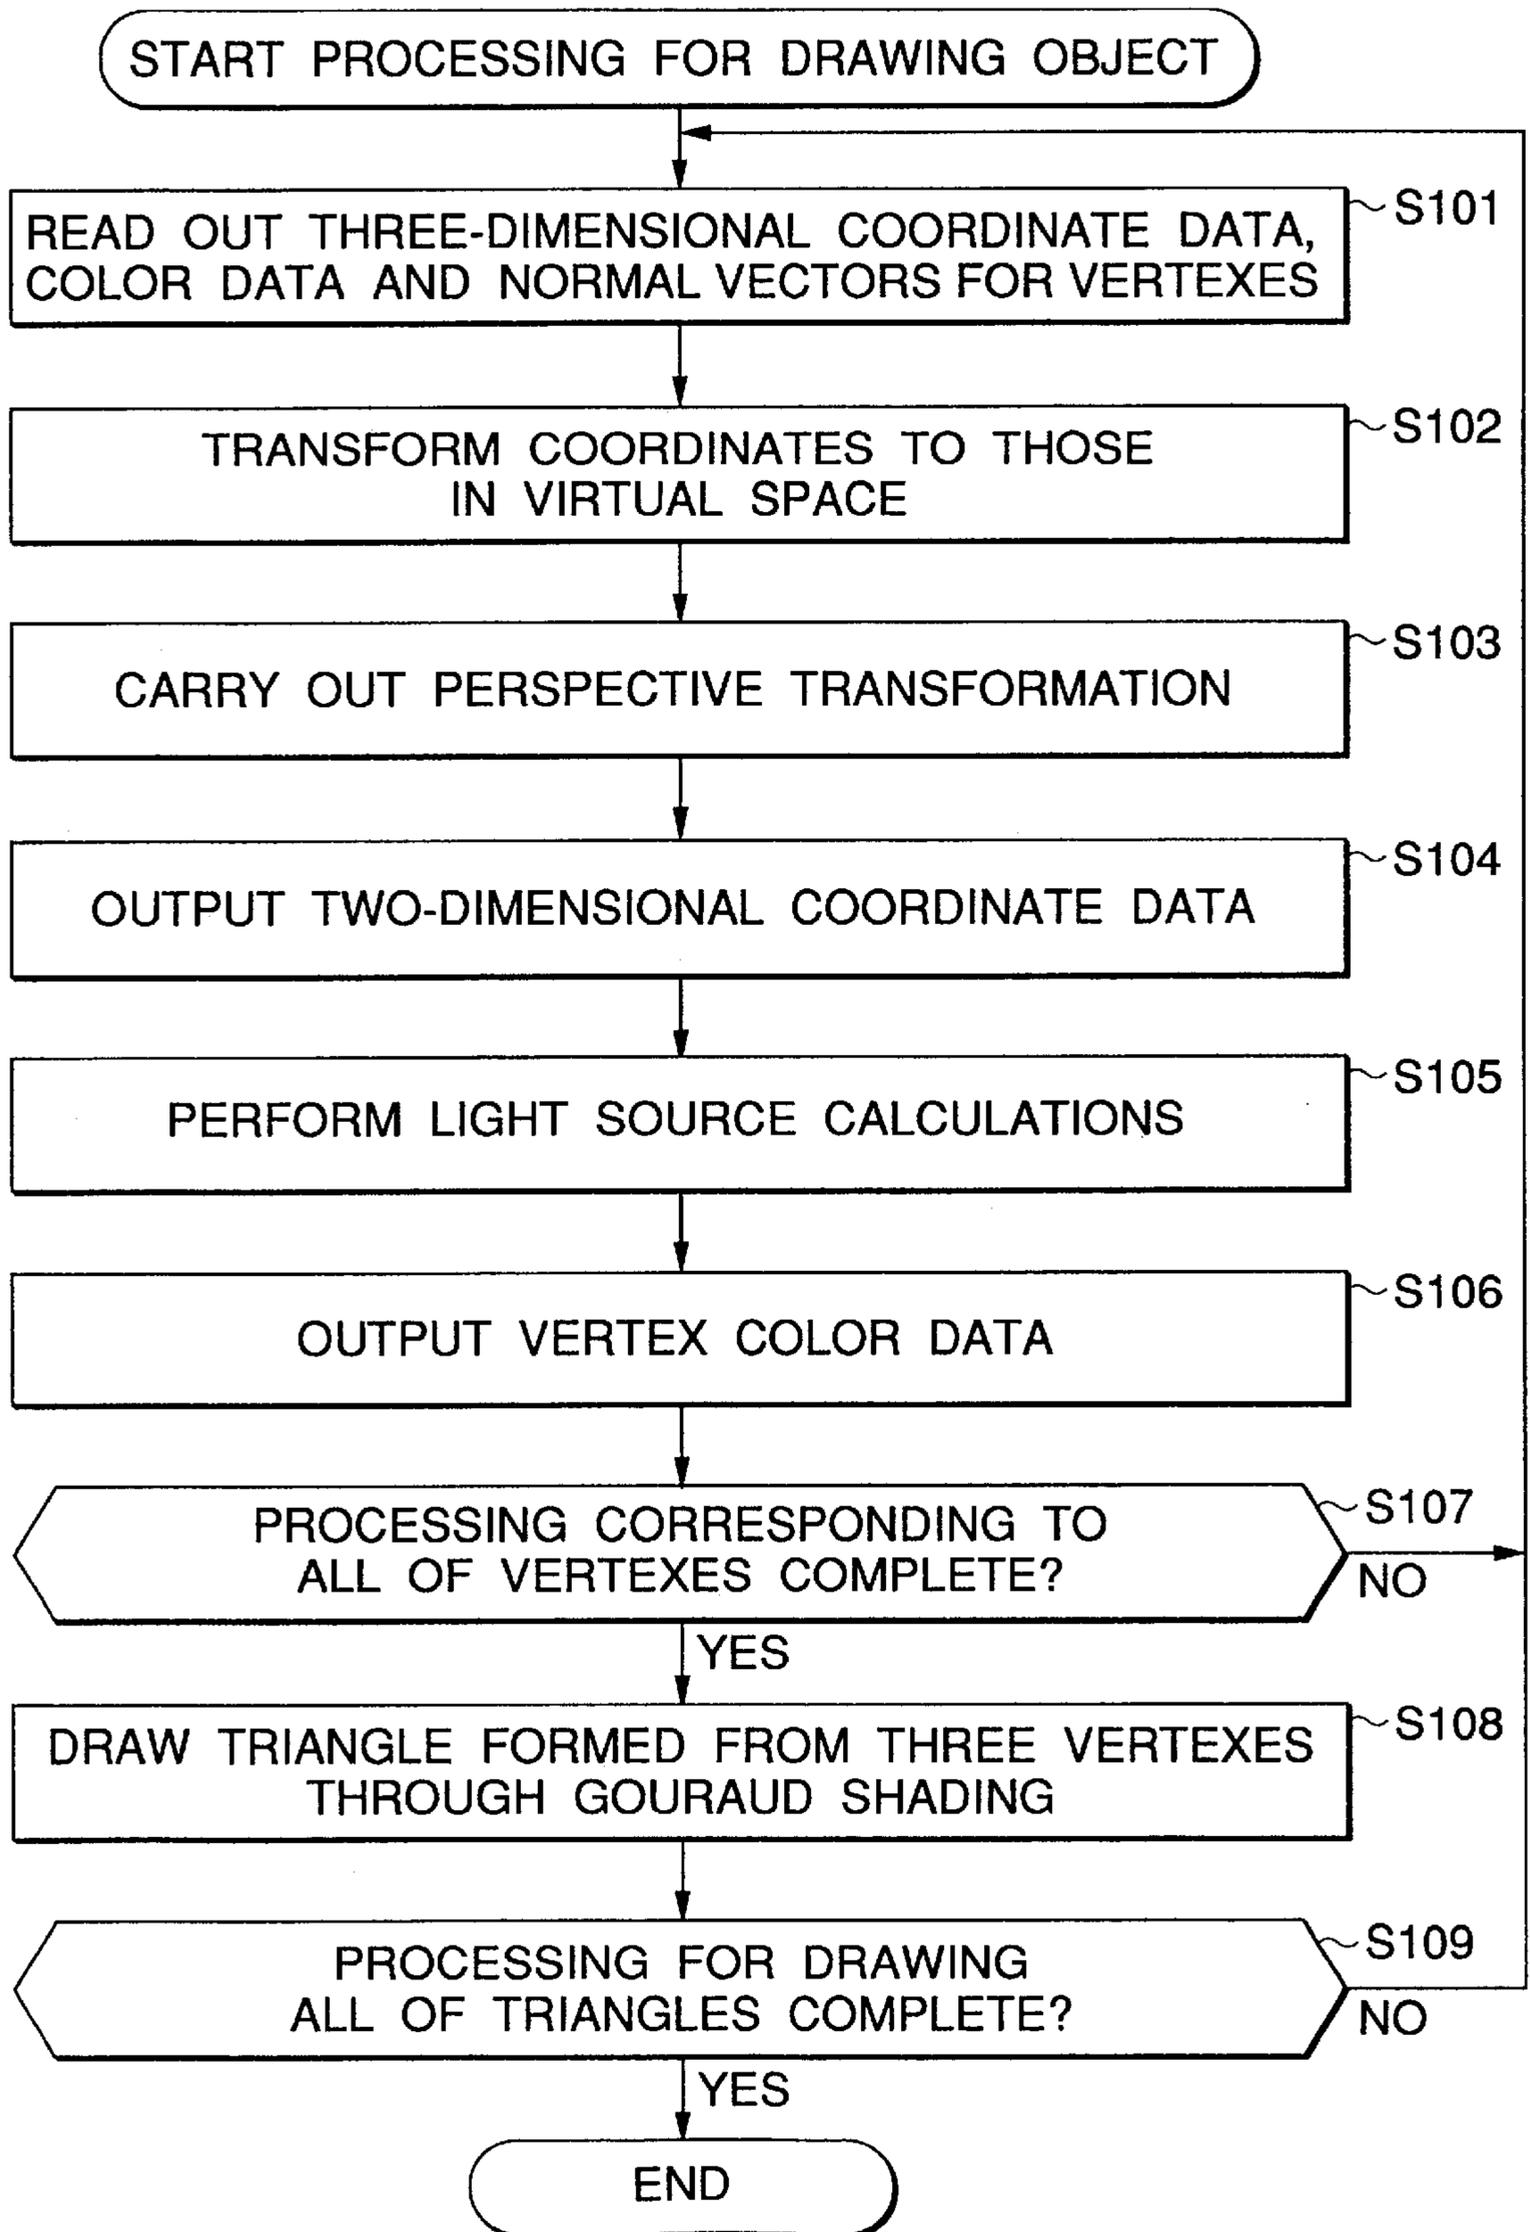 START PROCESSING FOR DRAWING OBJECT
S101
READ OUT THREE-DIMENSIONAL COORDINATE DATA,
COLOR DATA AND NORMAL VECTORS FOR VERTEXES
S102
TRANSFORM COORDINATES TO THOSE
IN VIRTUAL SPACE
S103
CARRY OUT PERSPECTIVE TRANSFORMATION
S104
OUTPUT TWO-DIMENSIONAL COORDINATE DATA
S105
PERFORM LIGHT SOURCE CALCULATIONS
S106
OUTPUT VERTEX COLOR DATA
S107
PROCESSING CORRESPONDING TO
ALL OF VERTEXES COMPLETE?
NO
YES
S108
DRAW TRIANGLE FORMED FROM THREE VERTEXES
THROUGH GOURAUD SHADING
S109
PROCESSING FOR DRAWING
ALL OF TRIANGLES COMPLETE?
NO
YES
END